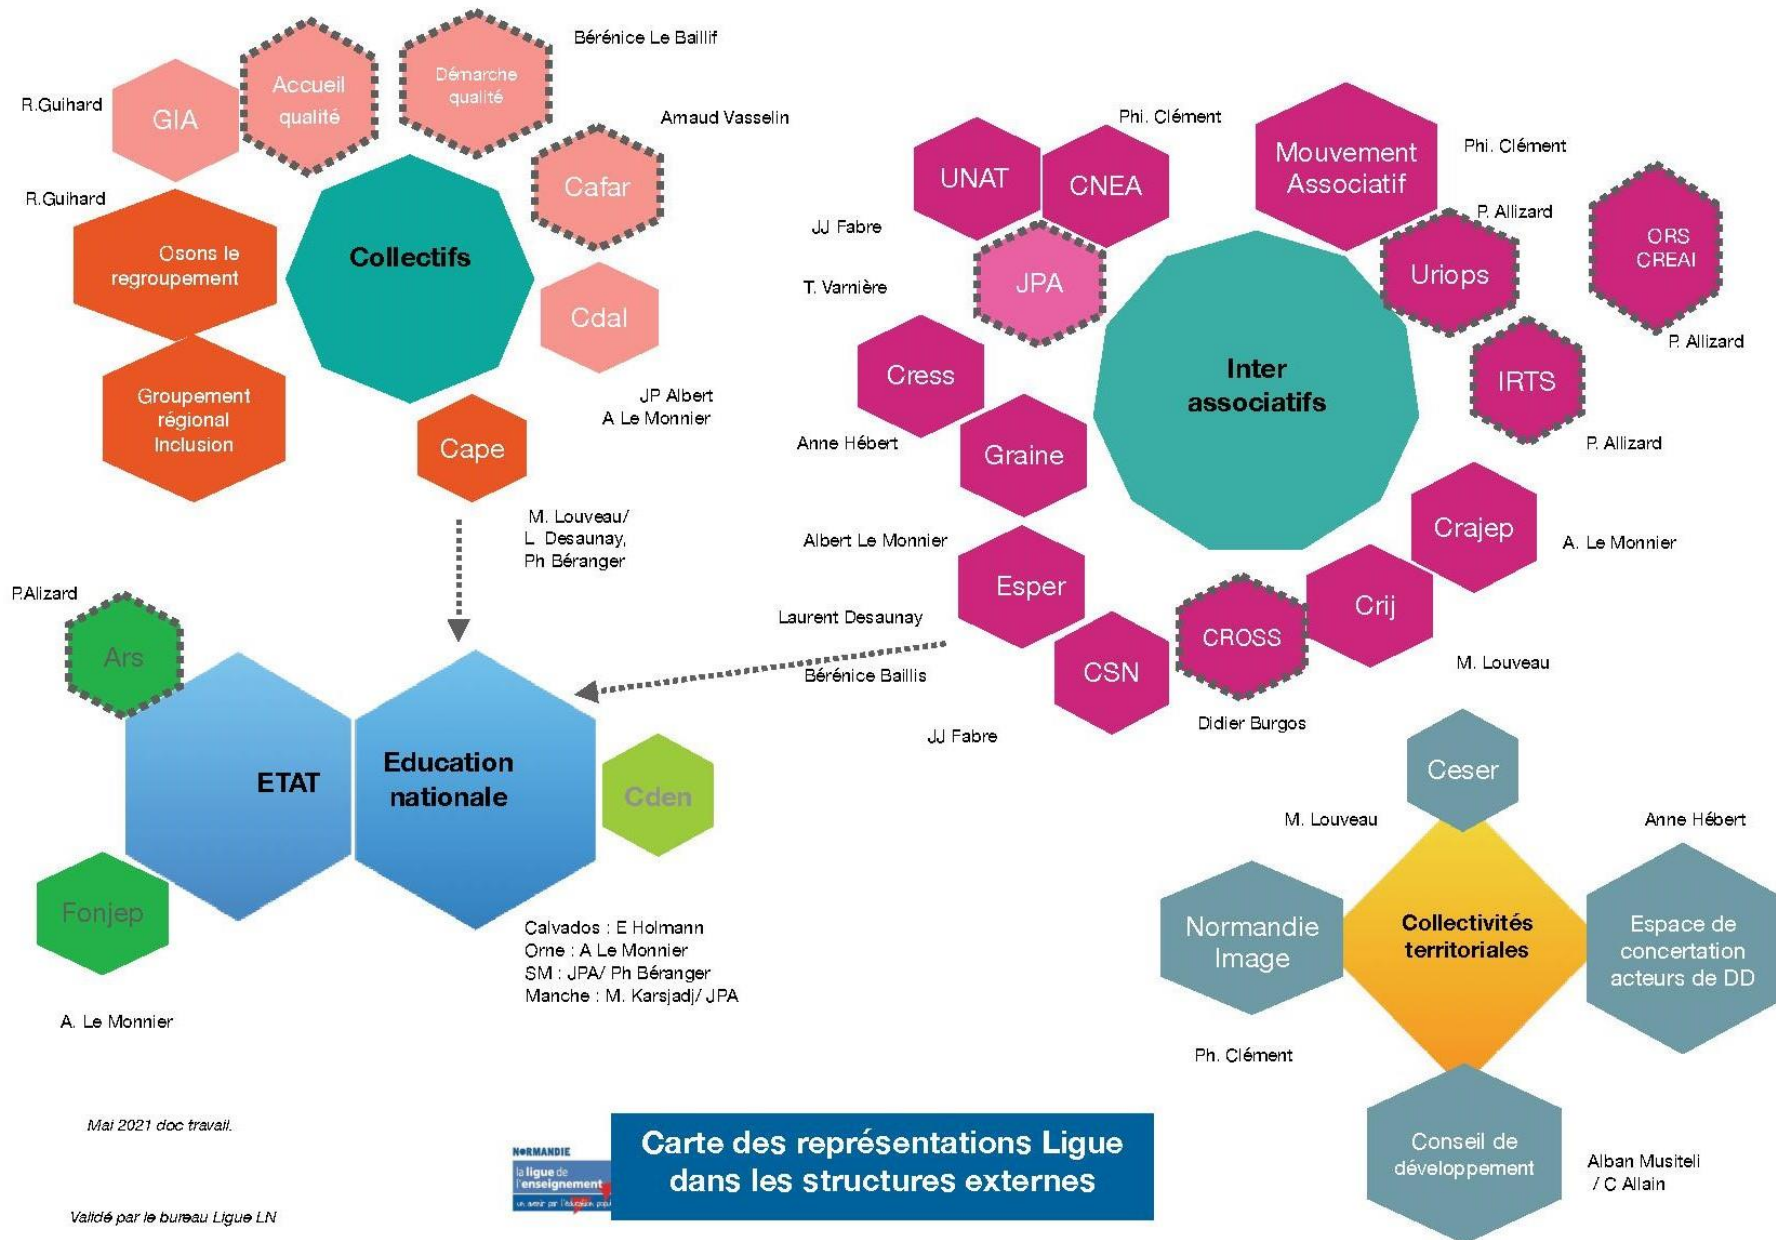 Bérénice Le Baillif
R.Guihard
GIA
Accueil
qualité
Démarche
qualité
Arnaud Vasselin
Cafar
R.Guihard
Osons le
regroupement
Collectifs
Cdal
Groupement
régional
Inclusion
JP Albert
A Le Monnier
Cape
M. Louveau/
L Desaunay,
Ph Béranger
Phi. Clément
UNAT
CNEA
Mouvement
Associatif
Phi. Clément
JJ Fabre
JPA
P. Allizard
Uriops
ORS
CREAI
T. Varnière
P. Allizard
Cress
Inter
associatifs
IRTS
Anne Hébert
Graine
P. Allizard
Albert Le Monnier
Crajep
A. Le Monnier
Esper
Crij
Laurent Desaunay
CROSS
M. Louveau
Bérénice Baillis
CSN
Didier Burgos
JJ Fabre
P.Alizard
Ars
ETAT
Education
nationale
Cden
Fonjep
Calvados : E Holmann
Orne : A Le Monnier
SM : JPA/ Ph Béranger
Manche : M. Karsjadj/ JPA
A. Le Monnier
Ceser
M. Louveau
Anne Hébert
Normandie
Image
Collectivités
territoriales
Espace de
concertation
acteurs de DD
Ph. Clément
Conseil de
développement
Alban Musiteli
/ C Allain
Mai 2021 doc travail.
Validé par le bureau Ligue LN
NORMANDIE
la ligue de
l'enseignement
un avenir par l'éducation popu
Carte des représentations Ligue
dans les structures externes